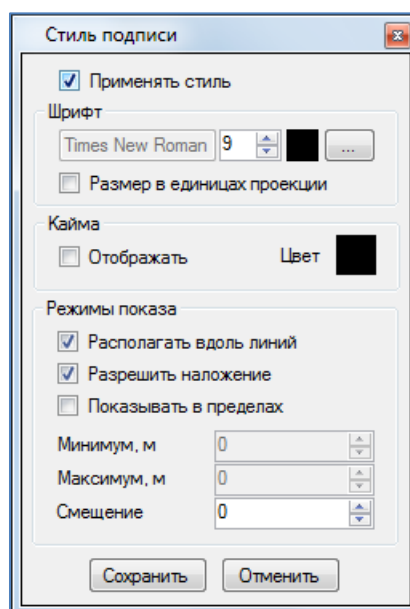 Стиль подписи
Применять стиль
Шрифт
Times New Roman 9 ...
Размер в единицах проекции
Кайма
Отображать Цвет
Режимы показа
Располагать вдоль линий
Разрешить наложение
Показывать в пределах
Минимум, м 0
Максимум, м 0
Смещение 0
Сохранить Отменить